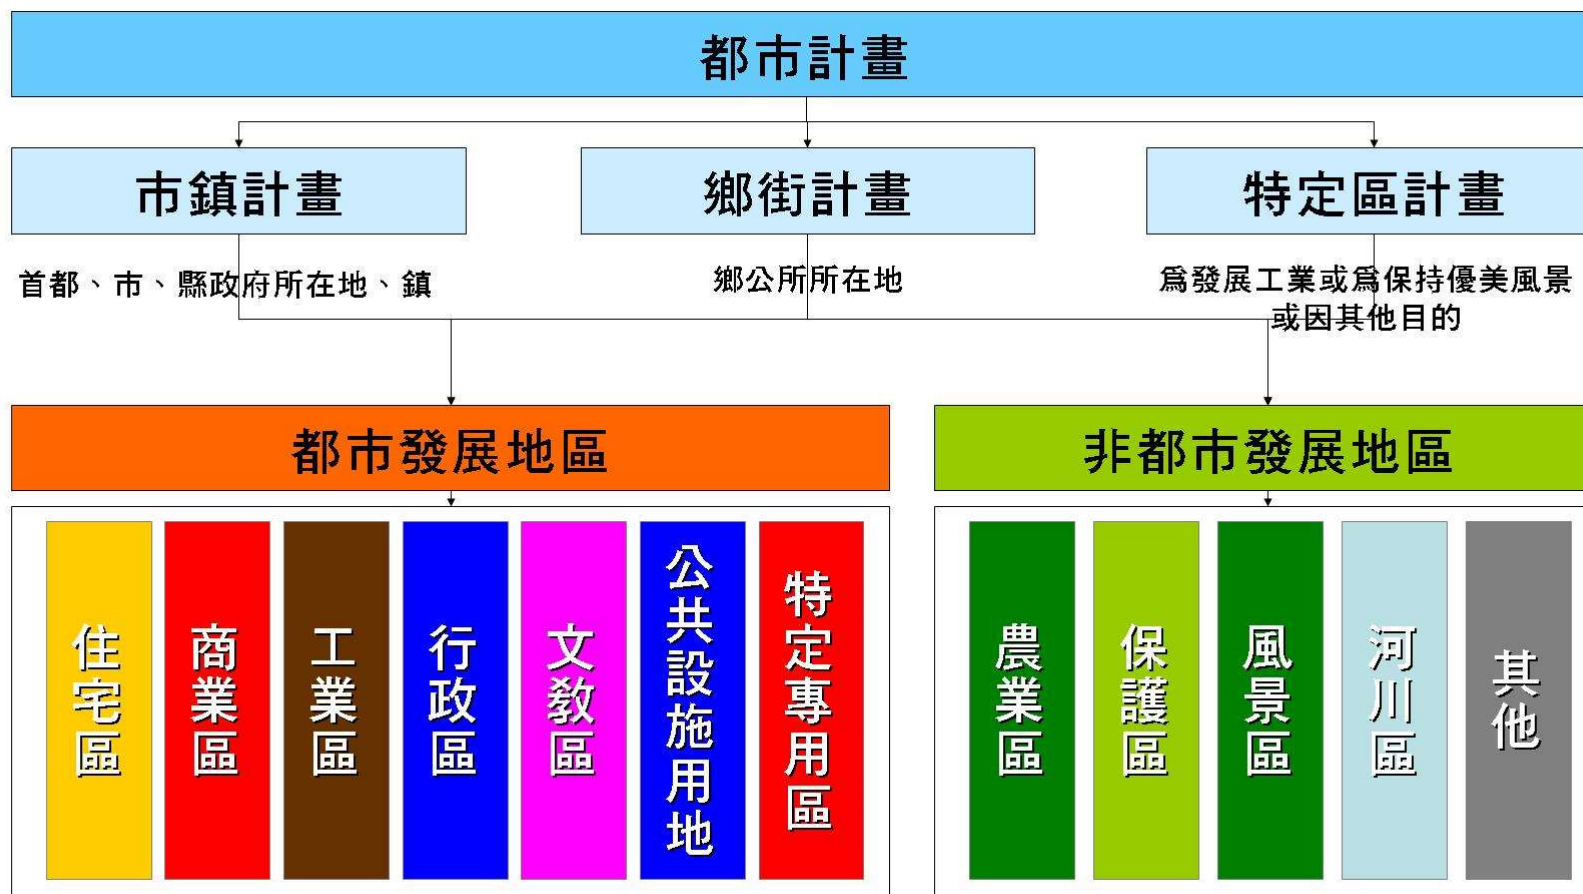 都市計畫
市鎮計畫
鄉街計畫
特定區計畫
首都、市、縣政府所在地、鎮
鄉公所所在地
為發展工業或為保持優美風景
或因其他目的
都市發展地區
非都市發展地區
住宅區
商業區
工業區
行政區
文教區
公共設施用地
特定專用區
農業區
保護區
風景區
河川區
其他